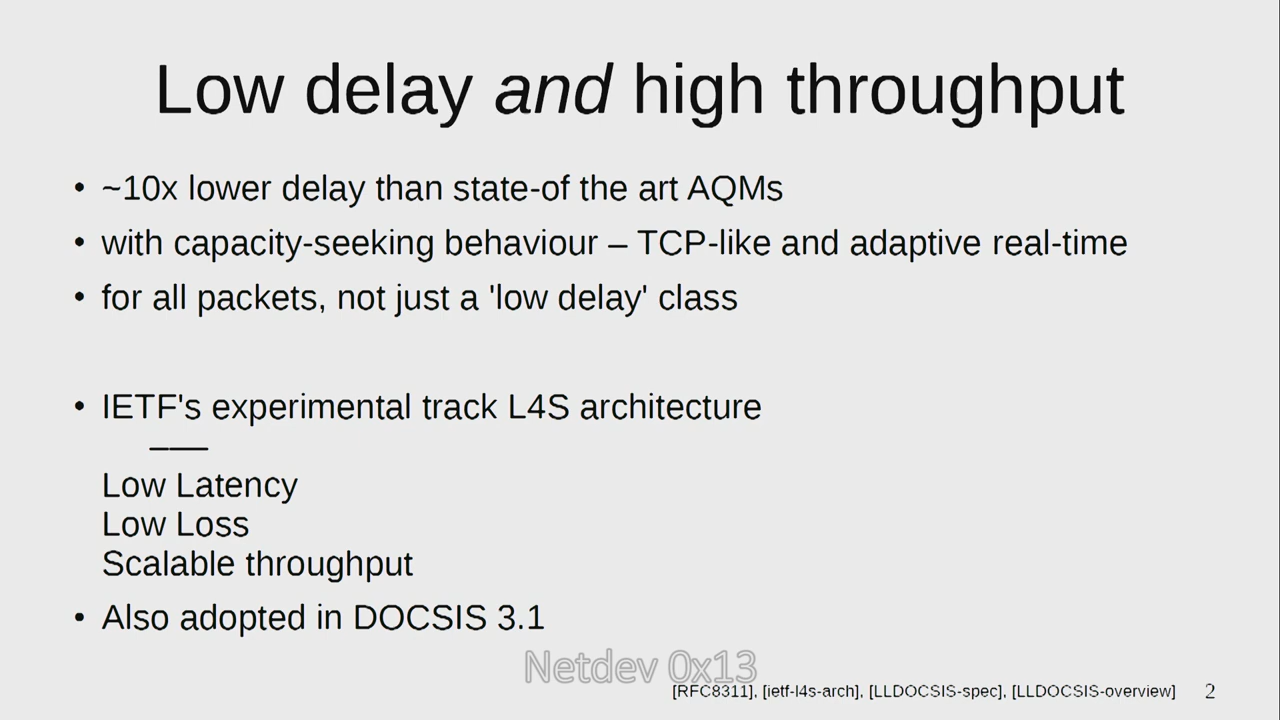 Low delay and high throughput
• ~10x lower delay than state-of the art AQMs
• with capacity-seeking behaviour – TCP-like and adaptive real-time
• for all packets, not just a 'low delay' class
• IETF's experimental track L4S architecture
Low Latency
Low Loss
Scalable throughput
• Also adopted in DOCSIS 3.1
Netdev 0x13
[RFC8311], [ietf-l4s-arch], [LLDOCSIS-spec], [LLDOCSIS-overview] 2